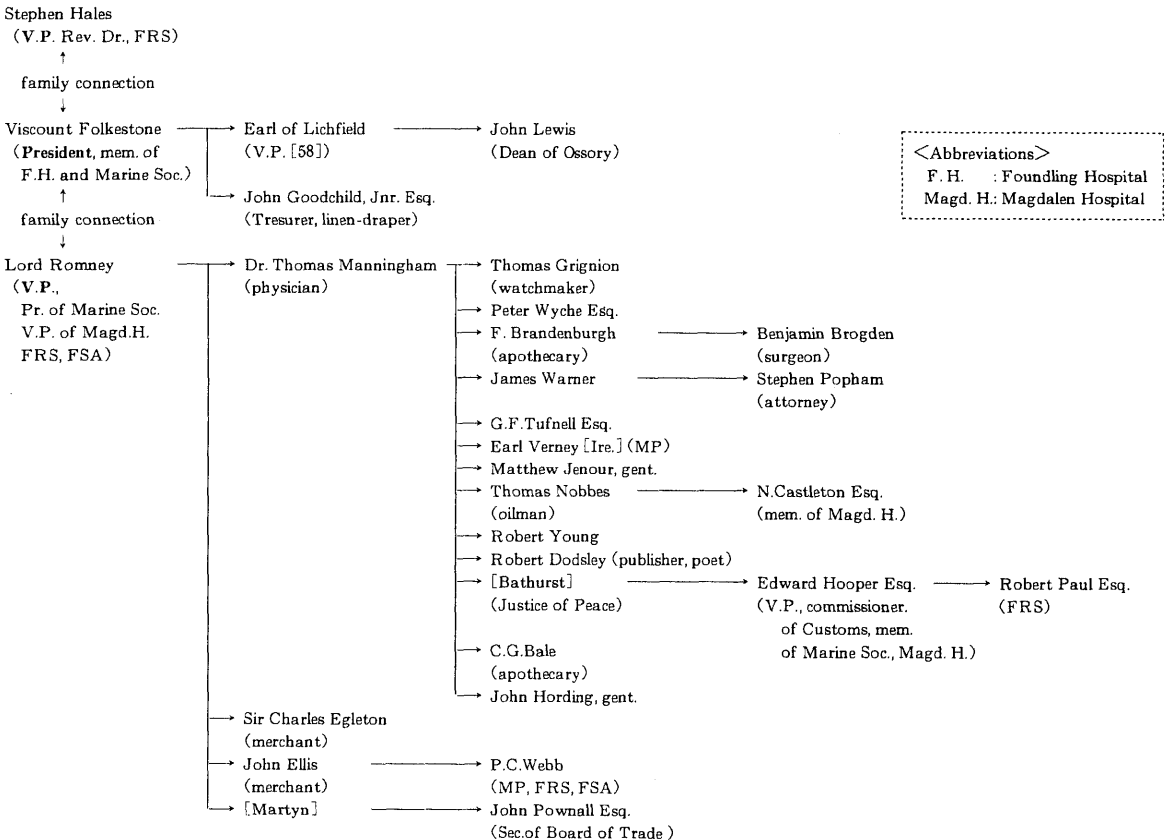 Stephen Hales
(V.P. Rev. Dr., FRS)
family connection
Viscount Folkestone
(President, mem. of
F.H. and Marine Soc.)
Earl of Lichfield
(V.P. [58])
John Lewis
(Dean of Ossory)
John Goodchild, Jnr. Esq.
(Tresurer, linen-draper)
<Abbreviations>
F. H. : Foundling Hospital
Magd. H.: Magdalen Hospital
family connection
Lord Romney
(V.P.,
Pr. of Marine Soc.
V.P. of Magd.H.
FRS, FSA)
Dr. Thomas Manningham
(physician)
Thomas Grignion
(watchmaker)
Peter Wyche Esq.
F. Brandenburgh
(apothecary)
Benjamin Brogden
(surgeon)
James Warner
Stephen Popham
(attorney)
G.F.Tufnell Esq.
Earl Verney [Ire.] (MP)
Matthew Jenour, gent.
Thomas Nobbes
(oilman)
N.Castleton Esq.
(mem. of Magd. H.)
Robert Young
Robert Dodsley (publisher, poet)
[Bathurst]
(Justice of Peace)
Edward Hooper Esq.
(V.P., commissioner.
of Customs, mem.
of Marine Soc., Magd. H.)
Robert Paul Esq.
(FRS)
C.G.Bale
(apothecary)
John Hording, gent.
Sir Charles Egleton
(merchant)
John Ellis
(merchant)
P.C.Webb
(MP, FRS, FSA)
[Martyn]
John Pownall Esq.
(Sec.of Board of Trade )